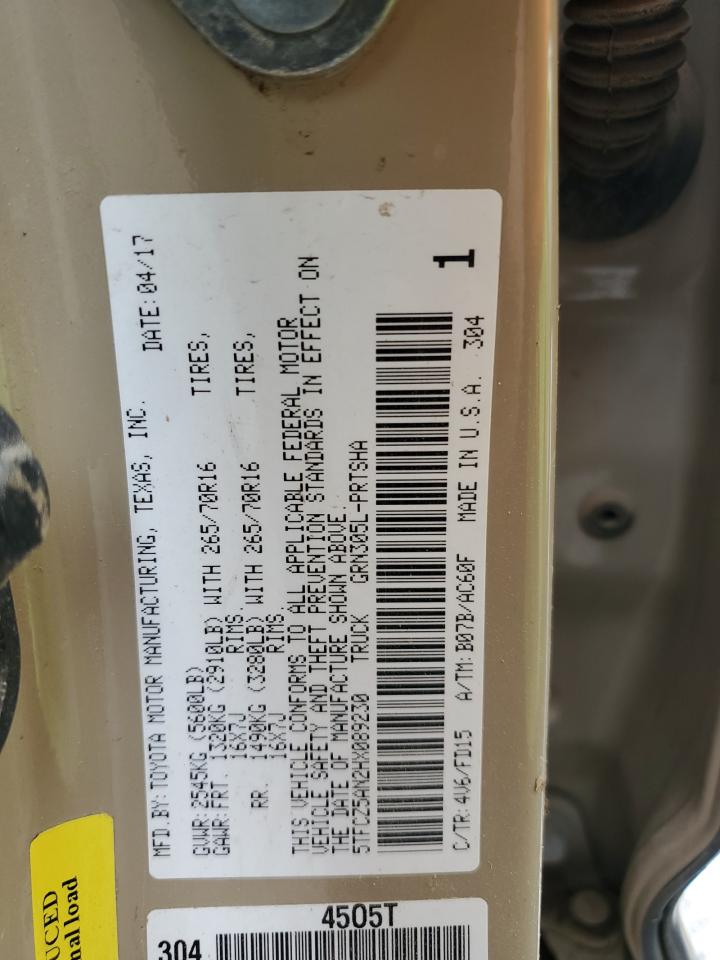 MFD. BY: TOYOTA MOTOR MANUFACTURING, TEXAS, INC. DATE: 04/17
GVWR: 2545KG (5600LB)
GAWR: FRT. 1320KG (2910LB) WITH 265/70R16 TIRES,
16X7J RIMS.
RR. 1490KG (3280LB) WITH 265/70R16 TIRES,
16X7J RIMS.
THIS VEHICLE CONFORMS TO ALL APPLICABLE FEDERAL MOTOR
VEHICLE SAFETY AND THEFT PREVENTION STANDARDS IN EFFECT ON
THE DATE OF MANUFACTURE SHOWN ABOVE.
5TFCZ5AN2HX089230 TRUCK GRN305L-PRTSHA
1
C/TR: 4V6/FD15 A/TM: B07B/AC60F MADE IN U.S.A. 304
4505T
304